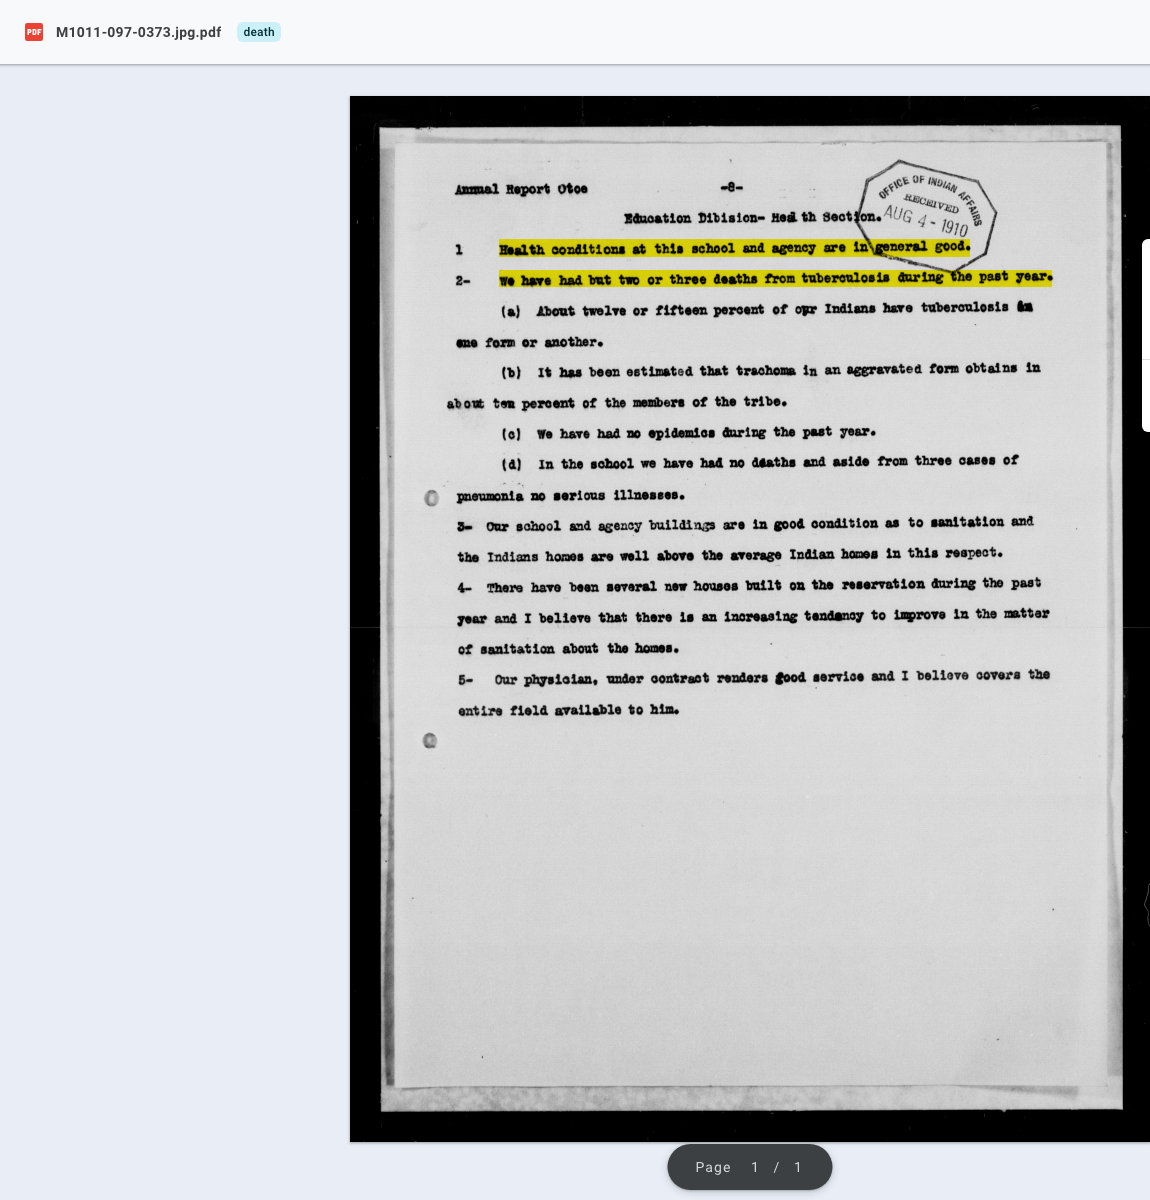 M1011-097-0373.jpg.pdf death
Annual Report Otoe -8-
OFFICE OF INDIAN AFFAIRS
RECEIVED
AUG 4 - 1910
Education Dibision- Health Section.
1 Health conditions at this school and agency are in general good.
2- We have had but two or three deaths from tuberculosis during the past year.
(a) About twelve or fifteen percent of our Indians have tuberculosis in
one form or another.
(b) It has been estimated that trachoma in an aggravated form obtains in
about ten percent of the members of the tribe.
(c) We have had no epidemics during the past year.
(d) In the school we have had no deaths and aside from three cases of
pneumonia no serious illnesses.
3- Our school and agency buildings are in good condition as to sanitation and
the Indians homes are well above the average Indian homes in this respect.
4- There have been several new houses built on the reservation during the past
year and I believe that there is an increasing tendency to improve in the matter
of sanitation about the homes.
5- Our physician, under contract renders good service and I believe covers the
entire field available to him.
Page 1 / 1